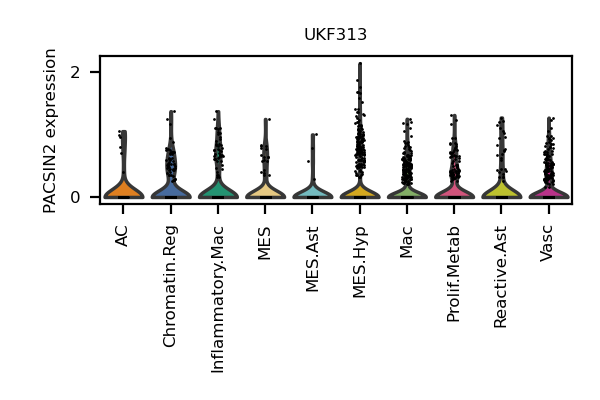 UKF313
PACSIN2 expression
2
0
AC
Chromatin.Reg
Inflammatory.Mac
MES
MES.Ast
MES.Hyp
Mac
Prolif.Metab
Reactive.Ast
Vasc